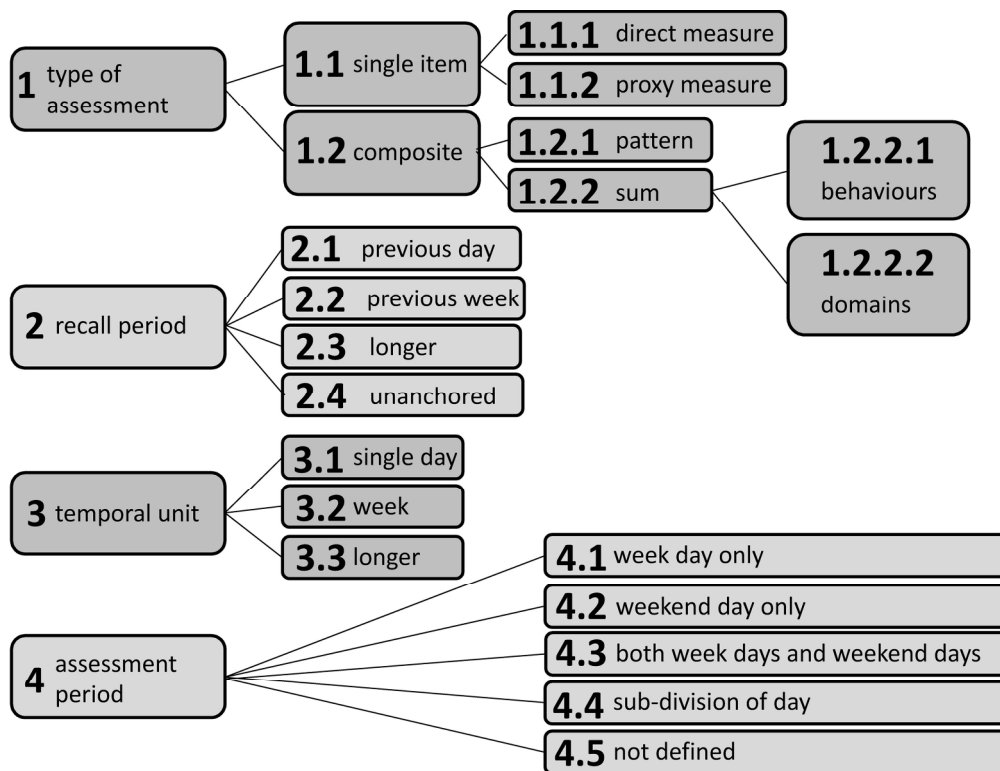 1 type of
assessment
1.1 single item
1.1.1 direct measure
1.1.2 proxy measure
1.2 composite
1.2.1 pattern
1.2.2 sum
1.2.2.1
behaviours
1.2.2.2
domains
2 recall period
2.1 previous day
2.2 previous week
2.3 longer
2.4 unanchored
3 temporal unit
3.1 single day
3.2 week
3.3 longer
4 assessment
period
4.1 week day only
4.2 weekend day only
4.3 both week days and weekend days
4.4 sub-division of day
4.5 not defined